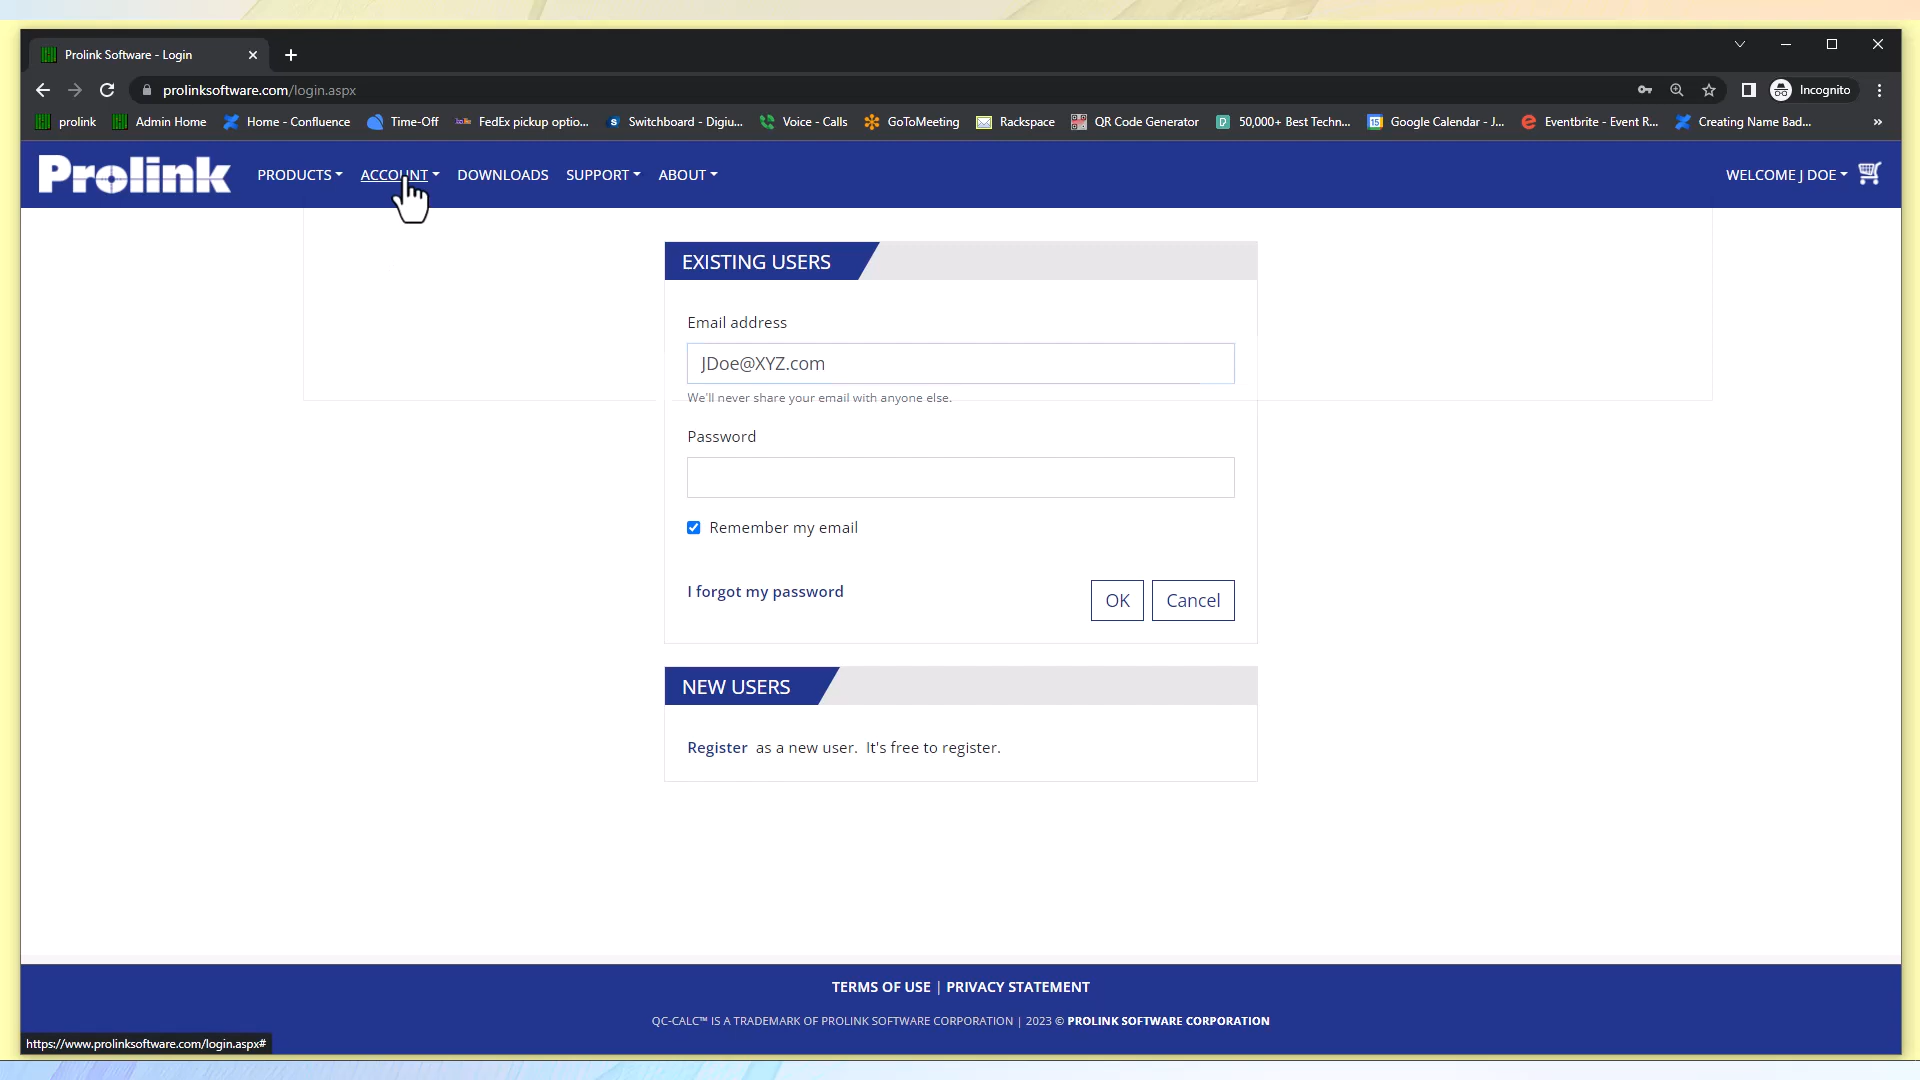 Prolink Software - Login
prolinksoftware.com/login.aspx
Incognito
prolink Admin Home Home - Confluence Time-Off FedEx pickup optio... Switchboard - Digiu... Voice - Calls GoToMeeting Rackspace QR Code Generator 50,000+ Best Techn... Google Calendar - J... Eventbrite - Event R... Creating Name Bad... »
Prolink PRODUCTS ACCOUNT DOWNLOADS SUPPORT ABOUT WELCOME J DOE
EXISTING USERS
Email address
JDoe@XYZ.com
We'll never share your email with anyone else.
Password
Remember my email
I forgot my password OK Cancel
NEW USERS
Register as a new user. It's free to register.
TERMS OF USE | PRIVACY STATEMENT
QC-CALC™ IS A TRADEMARK OF PROLINK SOFTWARE CORPORATION | 2023 © PROLINK SOFTWARE CORPORATION
https://www.prolinksoftware.com/login.aspx#